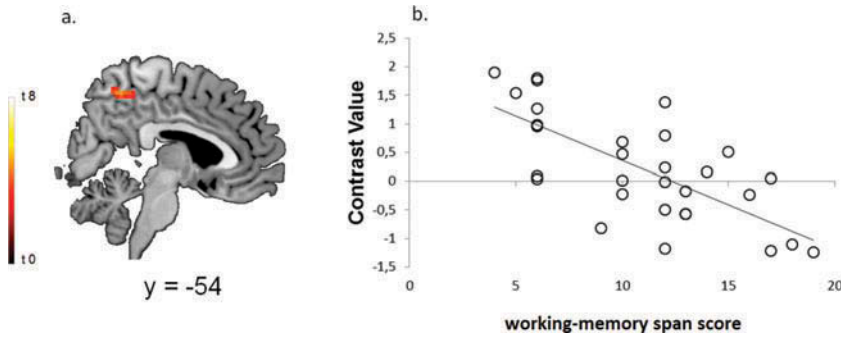 a.
t 8
t 0
y = -54
b.
Contrast Value
2,5
2
1,5
1
0,5
0
-0,5
-1
-1,5
0
5
10
15
20
working-memory span score